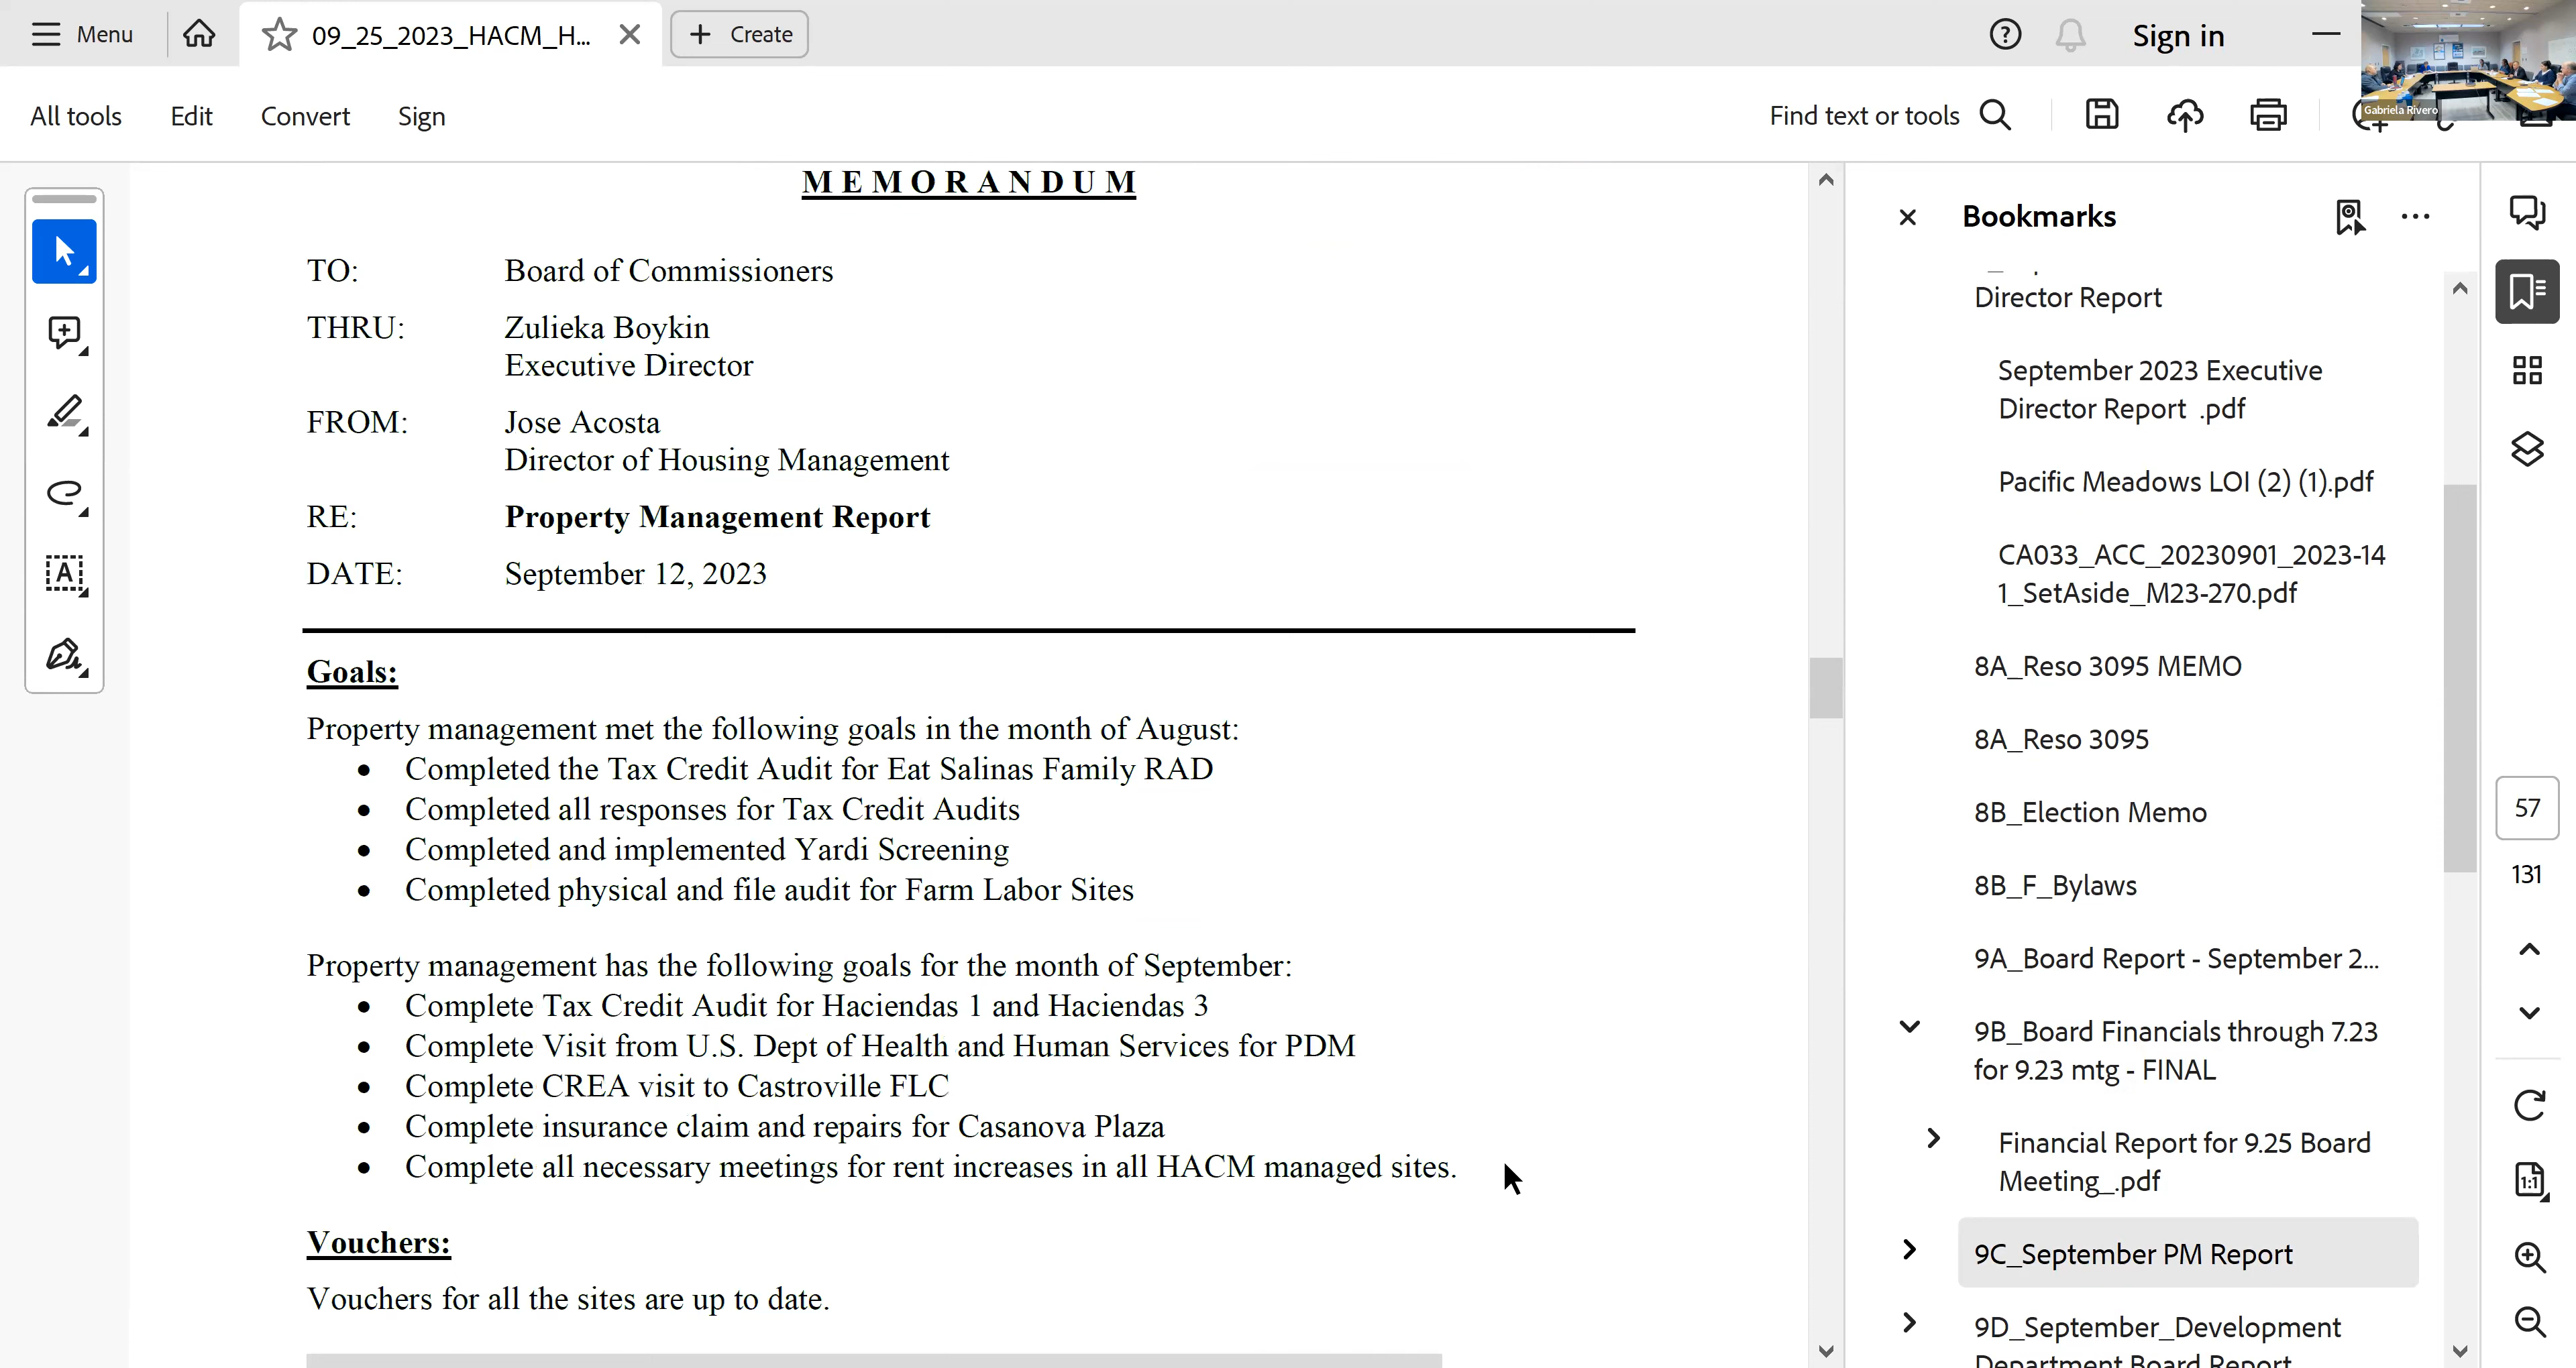 Menu
09_25_2023_HACM_H...
Create
Sign in
Gabriela Rivero
All tools
Edit
Convert
Sign
Find text or tools
MEMORANDUM
TO: Board of Commissioners
THRU: Zulieka Boykin
Executive Director
FROM: Jose Acosta
Director of Housing Management
RE: Property Management Report
DATE: September 12, 2023
Goals:
Property management met the following goals in the month of August:
• Completed the Tax Credit Audit for Eat Salinas Family RAD
• Completed all responses for Tax Credit Audits
• Completed and implemented Yardi Screening
• Completed physical and file audit for Farm Labor Sites
Property management has the following goals for the month of September:
• Complete Tax Credit Audit for Haciendas 1 and Haciendas 3
• Complete Visit from U.S. Dept of Health and Human Services for PDM
• Complete CREA visit to Castroville FLC
• Complete insurance claim and repairs for Casanova Plaza
• Complete all necessary meetings for rent increases in all HACM managed sites.
Vouchers:
Vouchers for all the sites are up to date.
Bookmarks
Director Report
September 2023 Executive
Director Report .pdf
Pacific Meadows LOI (2) (1).pdf
CA033_ACC_20230901_2023-14
1_SetAside_M23-270.pdf
8A_Reso 3095 MEMO
8A_Reso 3095
8B_Election Memo
8B_F_Bylaws
9A_Board Report - September 2...
9B_Board Financials through 7.23
for 9.23 mtg - FINAL
Financial Report for 9.25 Board
Meeting_.pdf
9C_September PM Report
9D_September_Development
Department Board Report
57
131
1:1